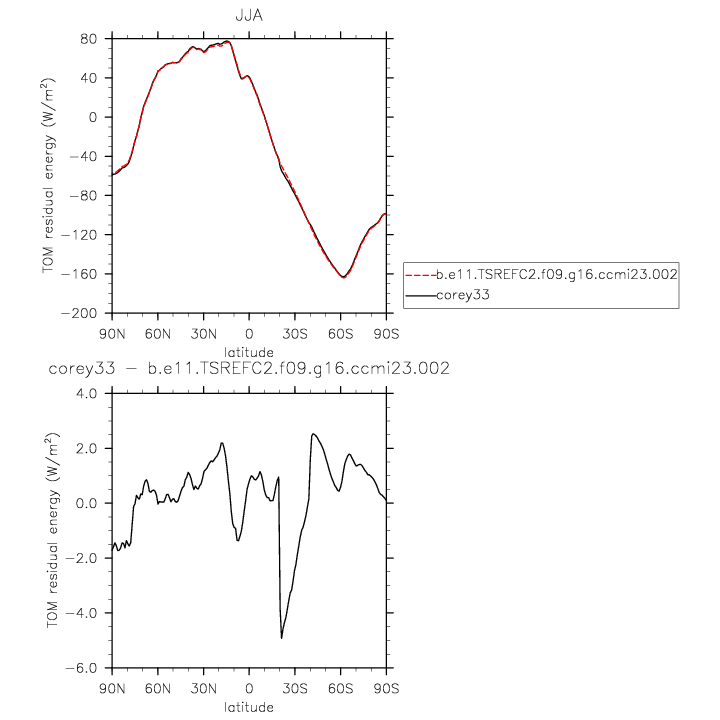 JJA
80
40
0
−40
−80
−120
−160
−200
TOM residual energy (W/m²)
90N 60N 30N 0 30S 60S 90S
latitude
b.e11.TSREFC2.f09.g16.ccmi23.002
corey33
corey33 − b.e11.TSREFC2.f09.g16.ccmi23.002
4.0
2.0
0.0
−2.0
−4.0
−6.0
TOM residual energy (W/m²)
90N 60N 30N 0 30S 60S 90S
latitude